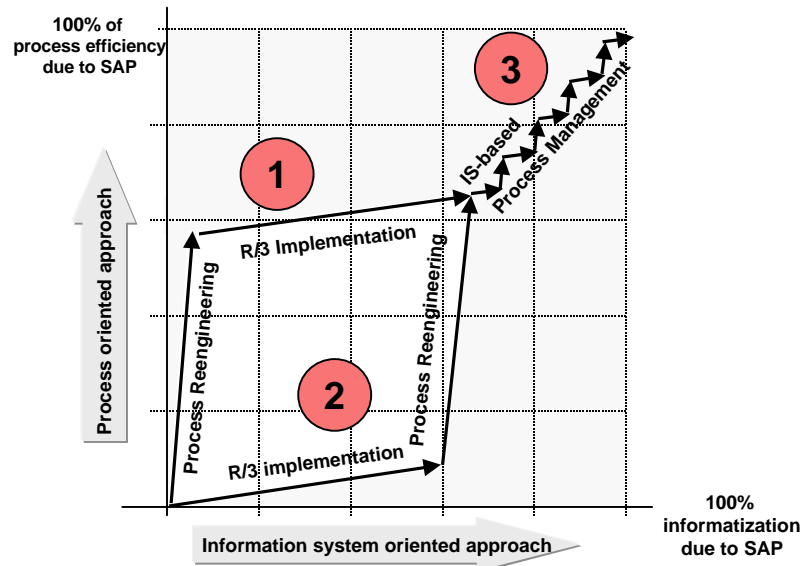 100% of
process efficiency
due to SAP
3
IS-based
Process Management
1
R/3 Implementation
Process oriented approach
Process Reengineering
Process Reengineering
2
R/3 implementation
100%
informatization
due to SAP
Information system oriented approach